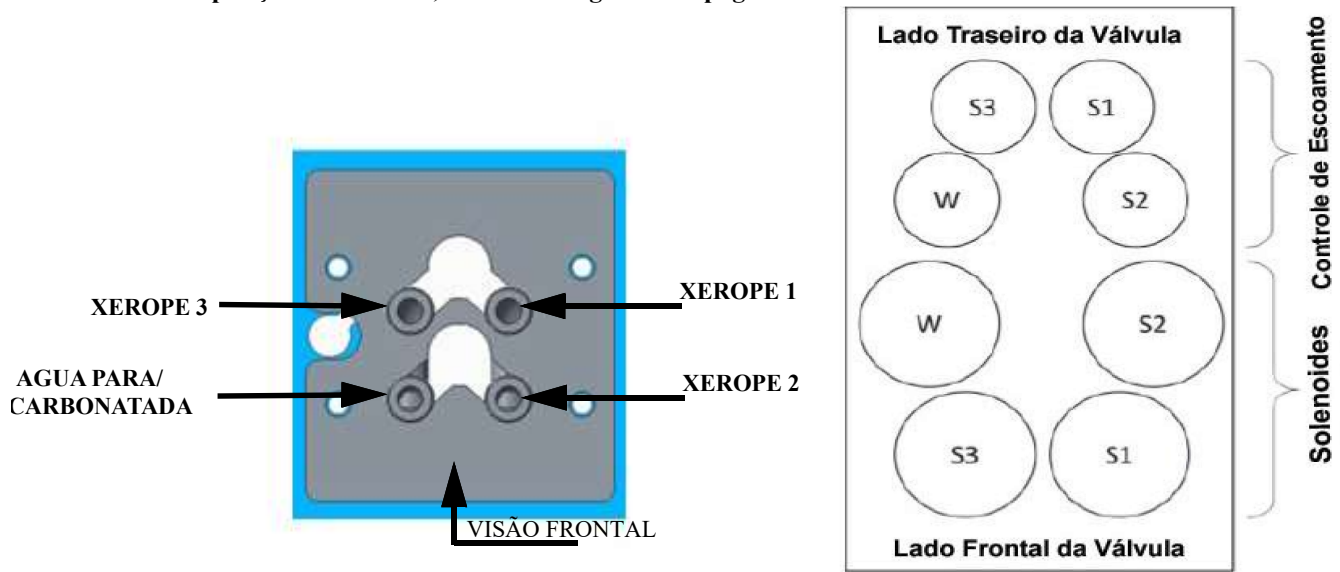 XEROPE 3
XEROPE 1
AGUA PARA/
CARBONATADA
XEROPE 2
VISÃO FRONTAL
Lado Traseiro da Válvula
S3
S1
W
S2
W
S2
S3
S1
Lado Frontal da Válvula
Controle de Escoamento
Solenoides